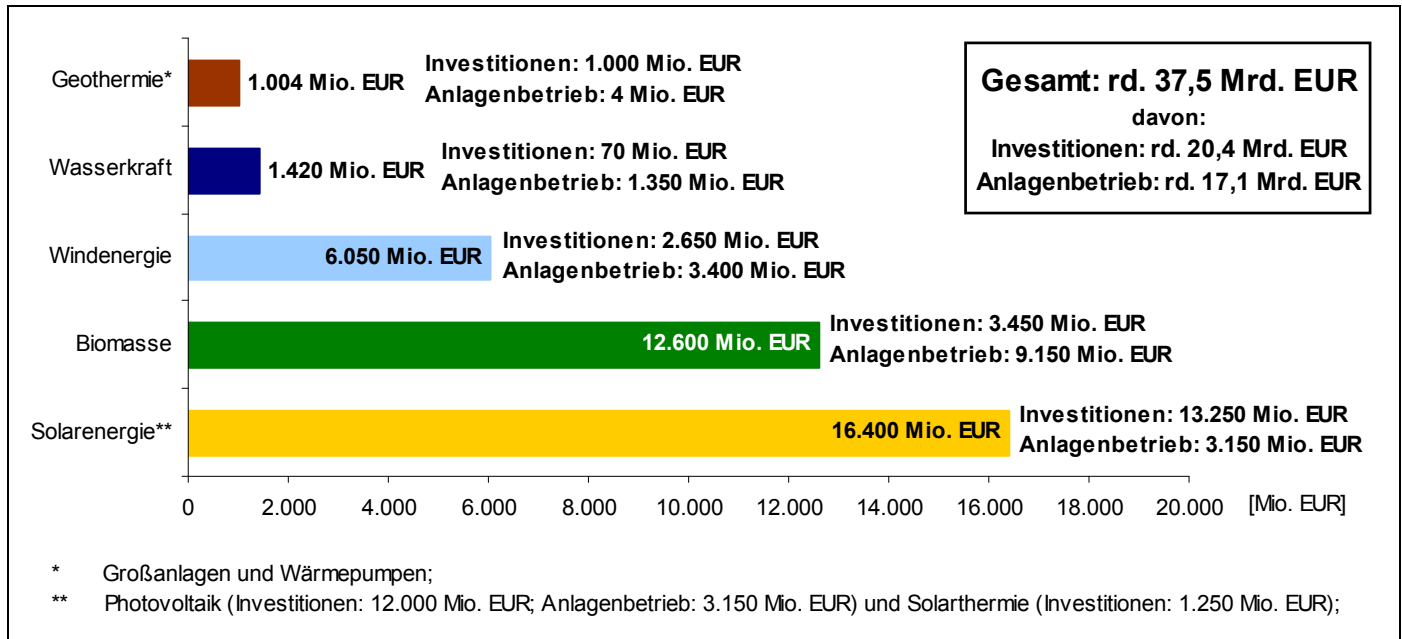 Geothermie*
1.004 Mio. EUR
Investitionen: 1.000 Mio. EUR
Anlagenbetrieb: 4 Mio. EUR
Gesamt: rd. 37,5 Mrd. EUR
davon:
Investitionen: rd. 20,4 Mrd. EUR
Anlagenbetrieb: rd. 17,1 Mrd. EUR
Wasserkraft
1.420 Mio. EUR
Investitionen: 70 Mio. EUR
Anlagenbetrieb: 1.350 Mio. EUR
Windenergie
6.050 Mio. EUR
Investitionen: 2.650 Mio. EUR
Anlagenbetrieb: 3.400 Mio. EUR
Biomasse
12.600 Mio. EUR
Investitionen: 3.450 Mio. EUR
Anlagenbetrieb: 9.150 Mio. EUR
Solarenergie**
16.400 Mio. EUR
Investitionen: 13.250 Mio. EUR
Anlagenbetrieb: 3.150 Mio. EUR
0 2.000 4.000 6.000 8.000 10.000 12.000 14.000 16.000 18.000 20.000 [Mio. EUR]
* Großanlagen und Wärmepumpen;
** Photovoltaik (Investitionen: 12.000 Mio. EUR; Anlagenbetrieb: 3.150 Mio. EUR) und Solarthermie (Investitionen: 1.250 Mio. EUR);